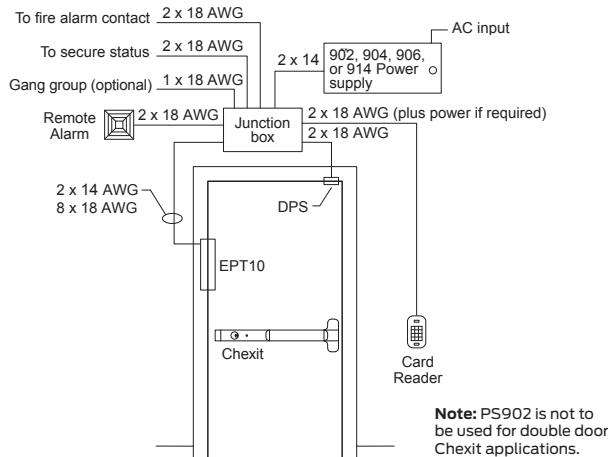 To fire alarm contact
2 x 18 AWG
To secure status
2 x 18 AWG
Gang group (optional)
1 x 18 AWG
Remote
Alarm
2 x 18 AWG
Junction
box
2 x 14
902, 904, 906,
or 914 Power
supply
AC input
2 x 18 AWG (plus power if required)
2 x 18 AWG
2 x 14 AWG
8 x 18 AWG
DPS
EPT10
Chexit
Card
Reader
Note: PS902 is not to
be used for double door
Chexit applications.